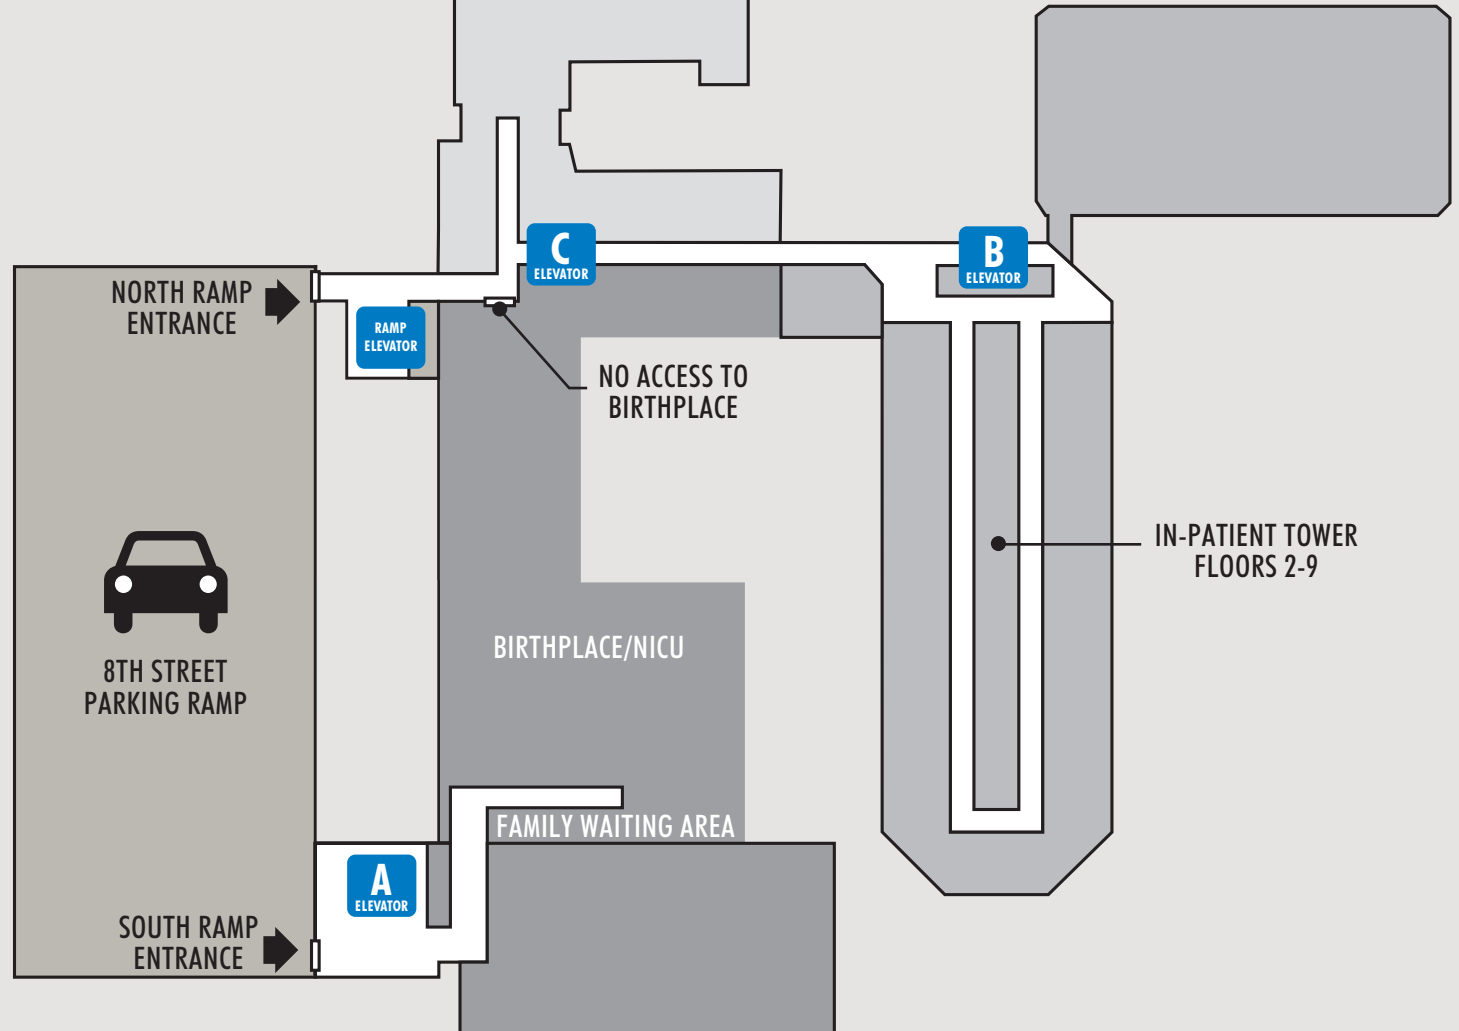 C
ELEVATOR
B
ELEVATOR
NORTH RAMP
ENTRANCE
RAMP
ELEVATOR
NO ACCESS TO
BIRTHPLACE
IN-PATIENT TOWER
FLOORS 2-9
BIRTHPLACE/NICU
8TH STREET
PARKING RAMP
FAMILY WAITING AREA
A
ELEVATOR
SOUTH RAMP
ENTRANCE